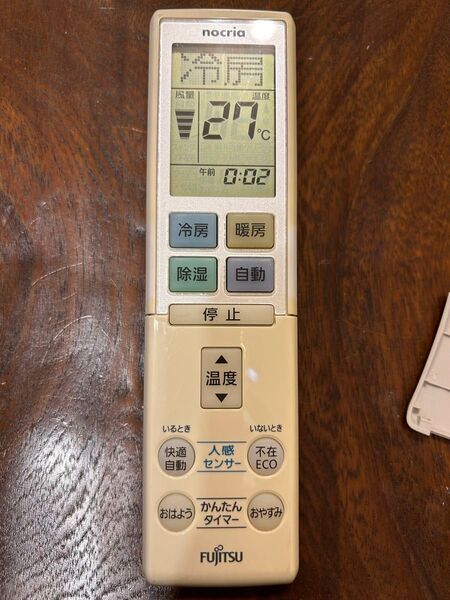 nocria
冷房
風量 温度
27℃
午前 0:02
冷房 暖房
除湿 自動
停止
▲
温度
▼
いるとき いないとき
快適
自動
人感
センサー
不在
ECO
おはよう
かんたん
タイマー
おやすみ
FUJITSU